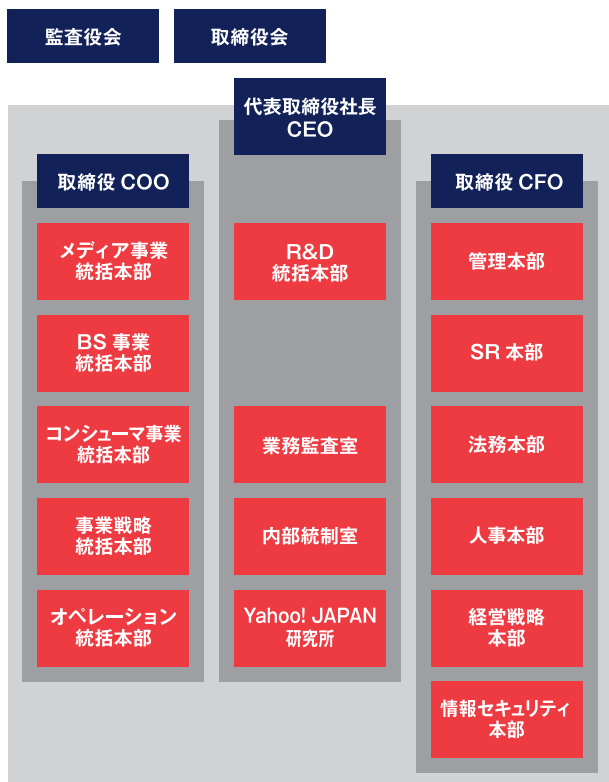 監査役会
取締役会
代表取締役社長
CEO
取締役 COO
メディア事業
統括本部
BS 事業
統括本部
コンシューマ事業
統括本部
事業戦略
統括本部
オペレーション
統括本部
R&D
統括本部
業務監査室
内部統制室
Yahoo! JAPAN
研究所
取締役 CFO
管理本部
SR 本部
法務本部
人事本部
経営戦略
本部
情報セキュリティ
本部